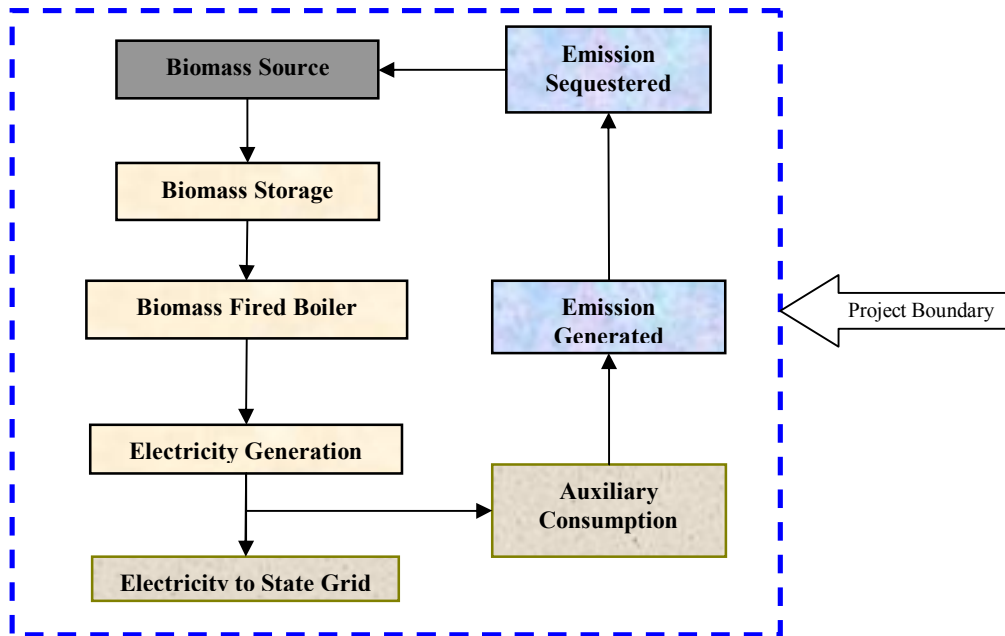 Biomass Source
Emission
Sequestered
Biomass Storage
Biomass Fired Boiler
Emission
Generated
Project Boundary
Electricity Generation
Auxiliary
Consumption
Electricity to State Grid